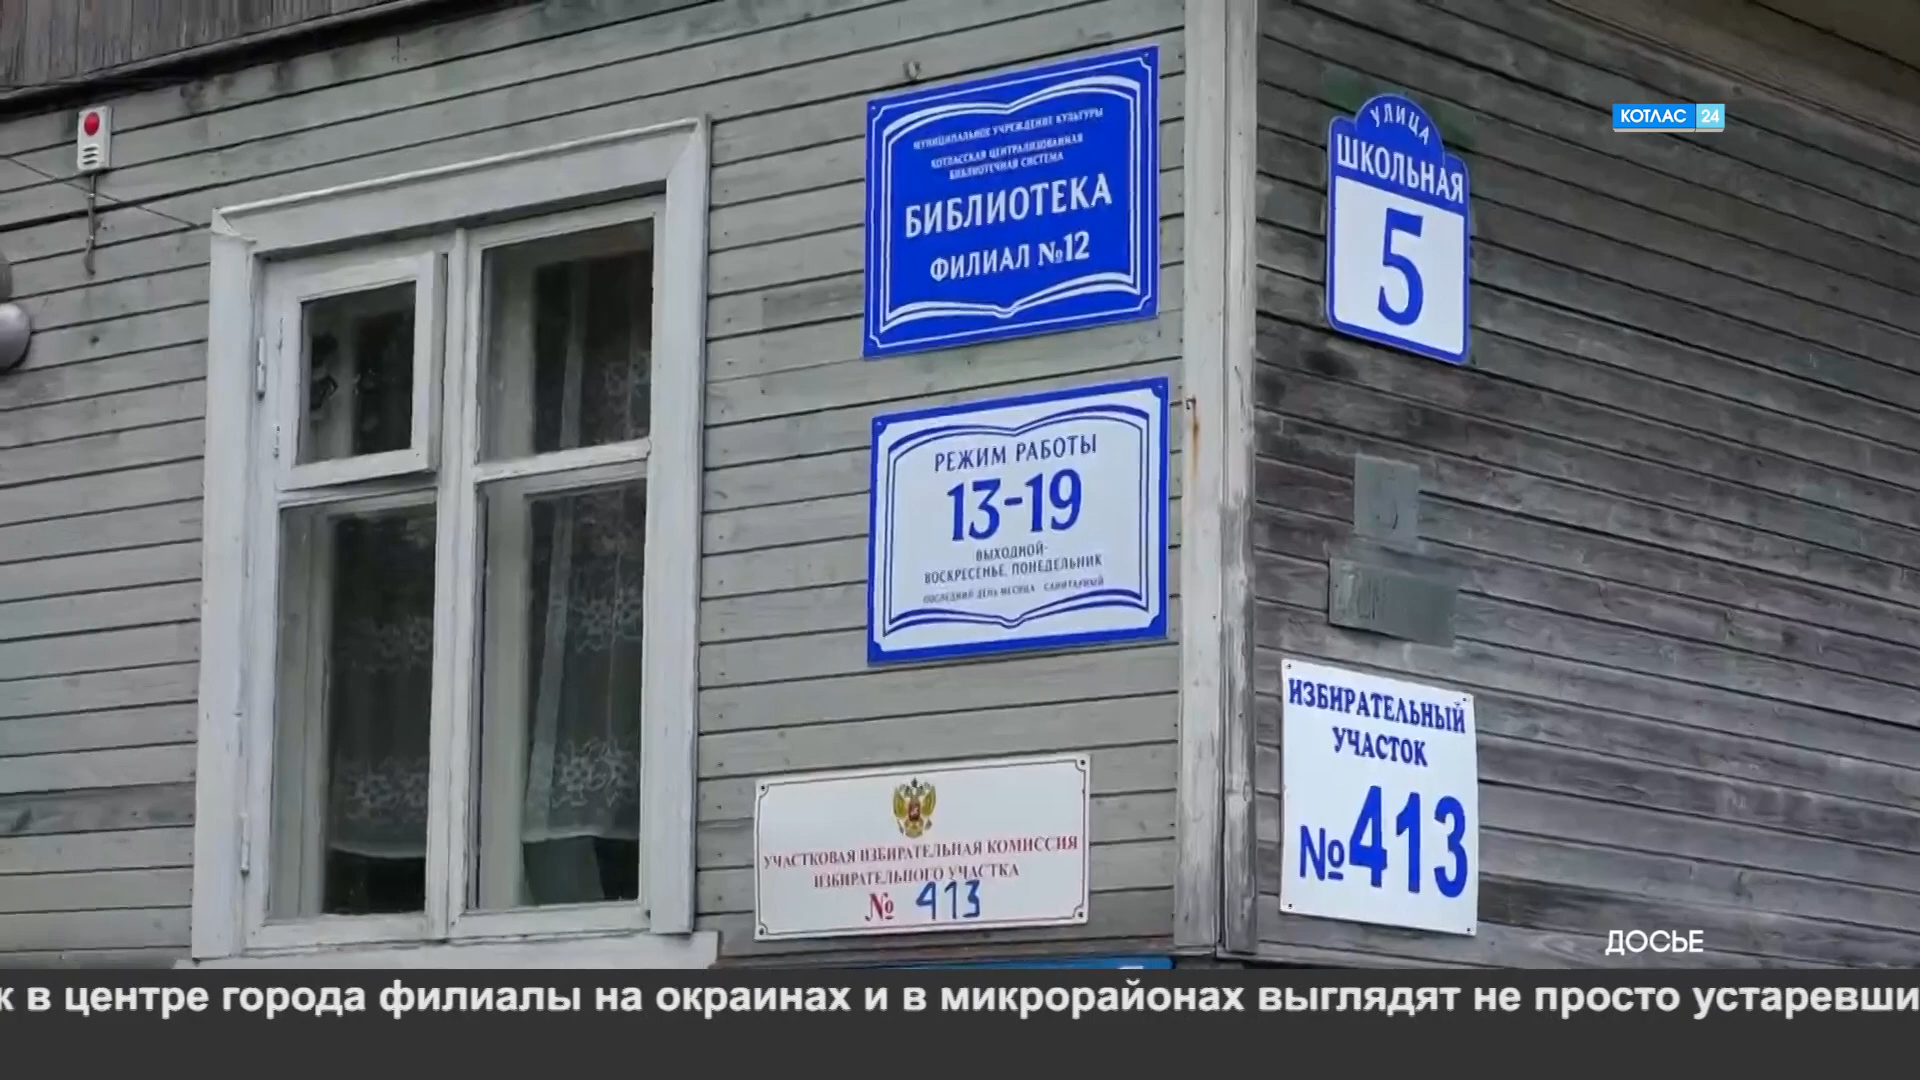 МУНИЦИПАЛЬНОЕ УЧРЕЖДЕНИЕ КУЛЬТУРЫ
КОТЛАССКАЯ ЦЕНТРАЛИЗОВАННАЯ
БИБЛИОТЕЧНАЯ СИСТЕМА
БИБЛИОТЕКА
ФИЛИАЛ №12
РЕЖИМ РАБОТЫ
13-19
ВЫХОДНОЙ-
ВОСКРЕСЕНЬЕ, ПОНЕДЕЛЬНИК
ПОСЛЕДНИЙ ДЕНЬ МЕСЯЦА - САНИТАРНЫЙ
УЧАСТКОВАЯ ИЗБИРАТЕЛЬНАЯ КОМИССИЯ
ИЗБИРАТЕЛЬНОГО УЧАСТКА
№ 413
УЛИЦА
ШКОЛЬНАЯ
5
ИЗБИРАТЕЛЬНЫЙ
УЧАСТОК
№413
КОТЛАС 24
ДОСЬЕ
к в центре города филиалы на окраинах и в микрорайонах выглядят не просто устаревши